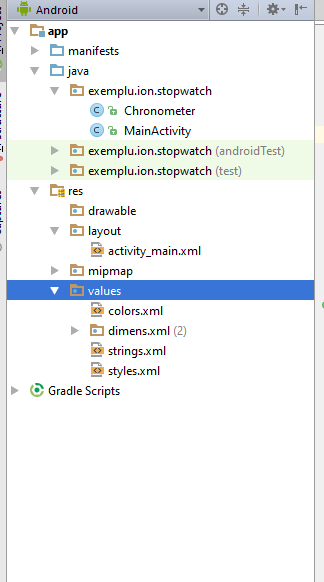 Android
app
manifests
java
exemplu.ion.stopwatch
Chronometer
MainActivity
exemplu.ion.stopwatch (androidTest)
exemplu.ion.stopwatch (test)
res
drawable
layout
activity_main.xml
mipmap
values
colors.xml
dimens.xml (2)
strings.xml
styles.xml
Gradle Scripts